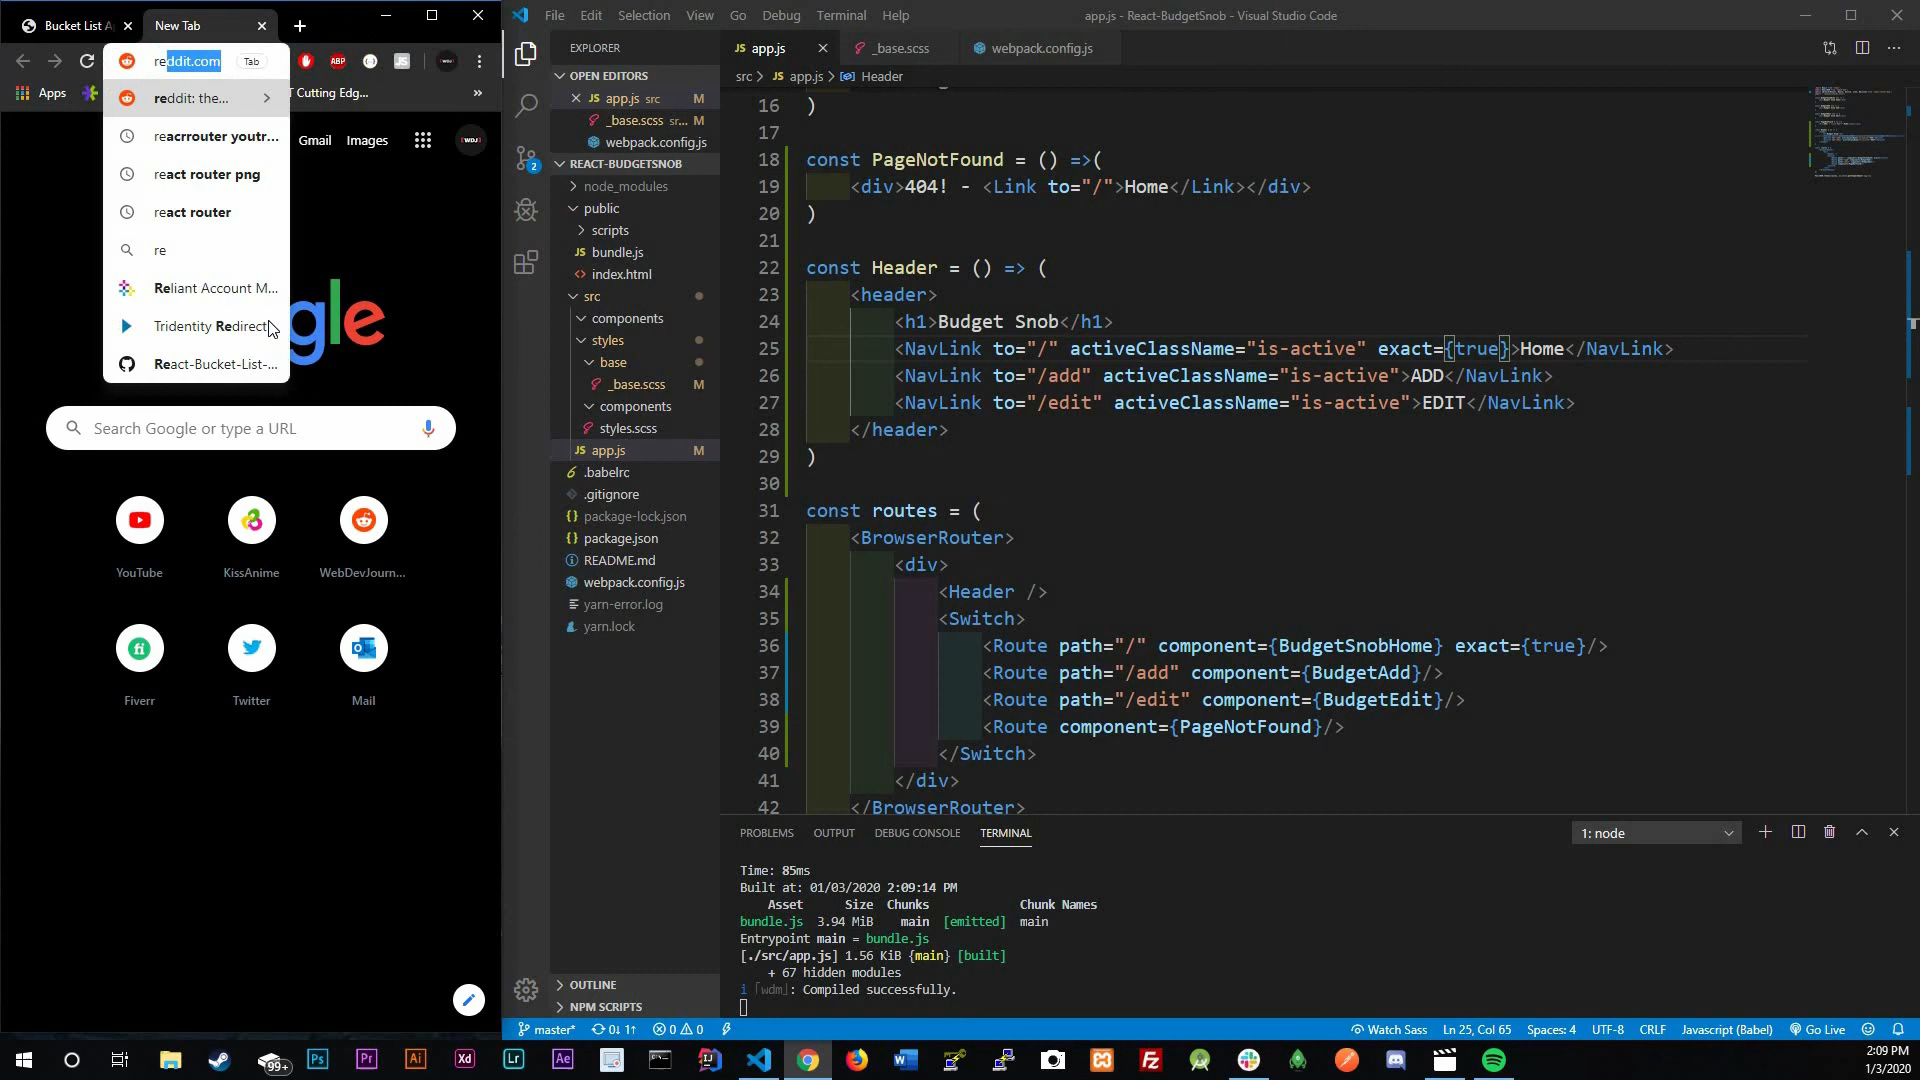 Bucket List A
New Tab
reddit.com
Tab
ABP
Apps
T Cutting Edg...
»
reddit: the...
reacrrouter youtr...
react router png
react router
re
Reliant Account M...
Tridentity Redirect
React-Bucket-List-...
Gmail
Images
gle
Search Google or type a URL
YouTube
KissAnime
WebDevJourn...
Fiverr
Twitter
Mail
File Edit Selection View Go Debug Terminal Help
app.js - React-BudgetSnob - Visual Studio Code
EXPLORER
OPEN EDITORS
app.js src M
_base.scss sr... M
webpack.config.js
REACT-BUDGETSNOB
node_modules
public
scripts
bundle.js
index.html
src
components
styles
base
_base.scss M
components
styles.scss
app.js M
.babelrc
.gitignore
package-lock.json
package.json
README.md
webpack.config.js
yarn-error.log
yarn.lock
OUTLINE
NPM SCRIPTS
app.js
_base.scss
webpack.config.js
src > app.js > Header
16 )
17
18 const PageNotFound = () =>(
19 <div>404! - <Link to="/">Home</Link></div>
20 )
21
22 const Header = () => (
23 <header>
24 <h1>Budget Snob</h1>
25 <NavLink to="/" activeClassName="is-active" exact={true}>Home</NavLink>
26 <NavLink to="/add" activeClassName="is-active">ADD</NavLink>
27 <NavLink to="/edit" activeClassName="is-active">EDIT</NavLink>
28 </header>
29 )
30
31 const routes = (
32 <BrowserRouter>
33 <div>
34 <Header />
35 <Switch>
36 <Route path="/" component={BudgetSnobHome} exact={true}/>
37 <Route path="/add" component={BudgetAdd}/>
38 <Route path="/edit" component={BudgetEdit}/>
39 <Route component={PageNotFound}/>
40 </Switch>
41 </div>
42 </BrowserRouter>
PROBLEMS OUTPUT DEBUG CONSOLE TERMINAL
1: node
Time: 85ms
Built at: 01/03/2020 2:09:14 PM
Asset Size Chunks Chunk Names
bundle.js 3.94 MiB main [emitted] main
Entrypoint main = bundle.js
[./src/app.js] 1.56 KiB {main} [built]
+ 67 hidden modules
i ｢wdm｣: Compiled successfully.
master* 0↓ 1↑ 0 0
Watch Sass
Ln 25, Col 65
Spaces: 4
UTF-8
CRLF
Javascript (Babel)
Go Live
99+
Ps
Pr
Ai
Xd
Lr
Ae
2:09 PM
1/3/2020